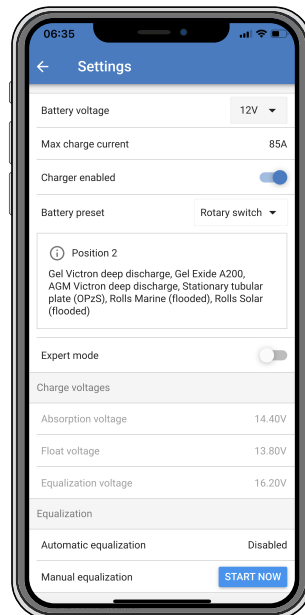 06:35
Settings
Battery voltage 12V
Max charge current 85A
Charger enabled
Battery preset Rotary switch
Position 2
Gel Victron deep discharge, Gel Exide A200,
AGM Victron deep discharge, Stationary tubular
plate (OPzS), Rolls Marine (flooded), Rolls Solar
(flooded)
Expert mode
Charge voltages
Absorption voltage 14.40V
Float voltage 13.80V
Equalization voltage 16.20V
Equalization
Automatic equalization Disabled
Manual equalization START NOW